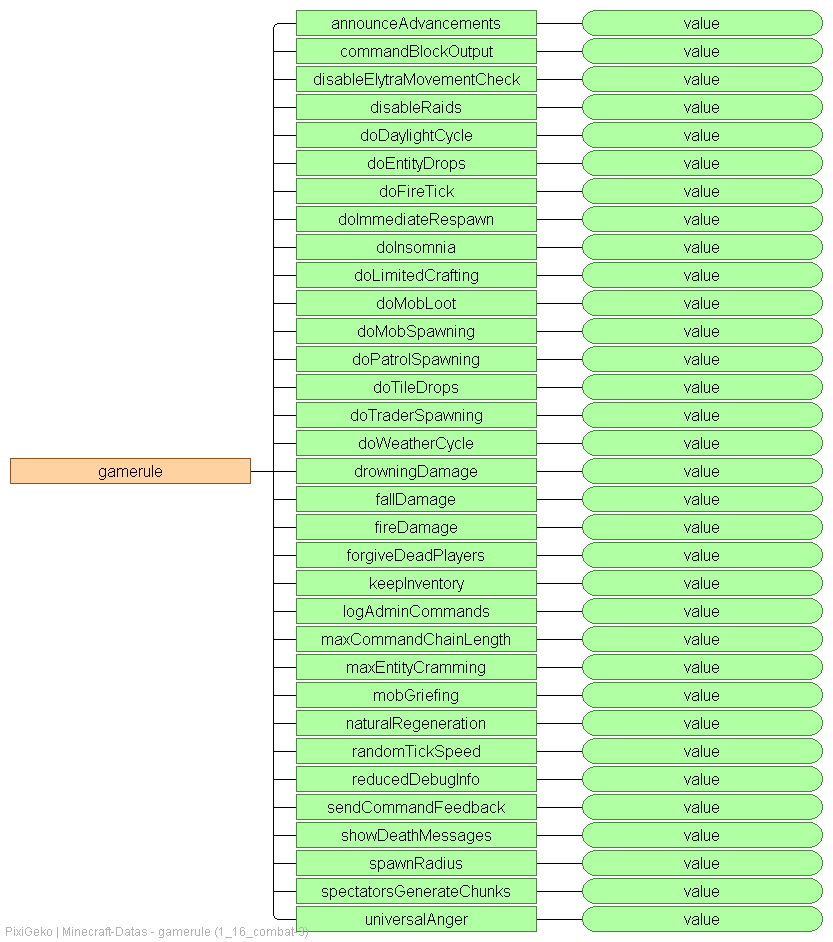 announceAdvancements value
commandBlockOutput value
disableElytraMovementCheck value
disableRaids value
doDaylightCycle value
doEntityDrops value
doFireTick value
doImmediateRespawn value
doInsomnia value
doLimitedCrafting value
doMobLoot value
doMobSpawning value
doPatrolSpawning value
doTileDrops value
doTraderSpawning value
doWeatherCycle value
gamerule drowningDamage value
fallDamage value
fireDamage value
forgiveDeadPlayers value
keepInventory value
logAdminCommands value
maxCommandChainLength value
maxEntityCramming value
mobGriefing value
naturalRegeneration value
randomTickSpeed value
reducedDebugInfo value
sendCommandFeedback value
showDeathMessages value
spawnRadius value
spectatorsGenerateChunks value
universalAnger value
PixiGeko | Minecraft-Datas - gamerule (1_16_combat-3)